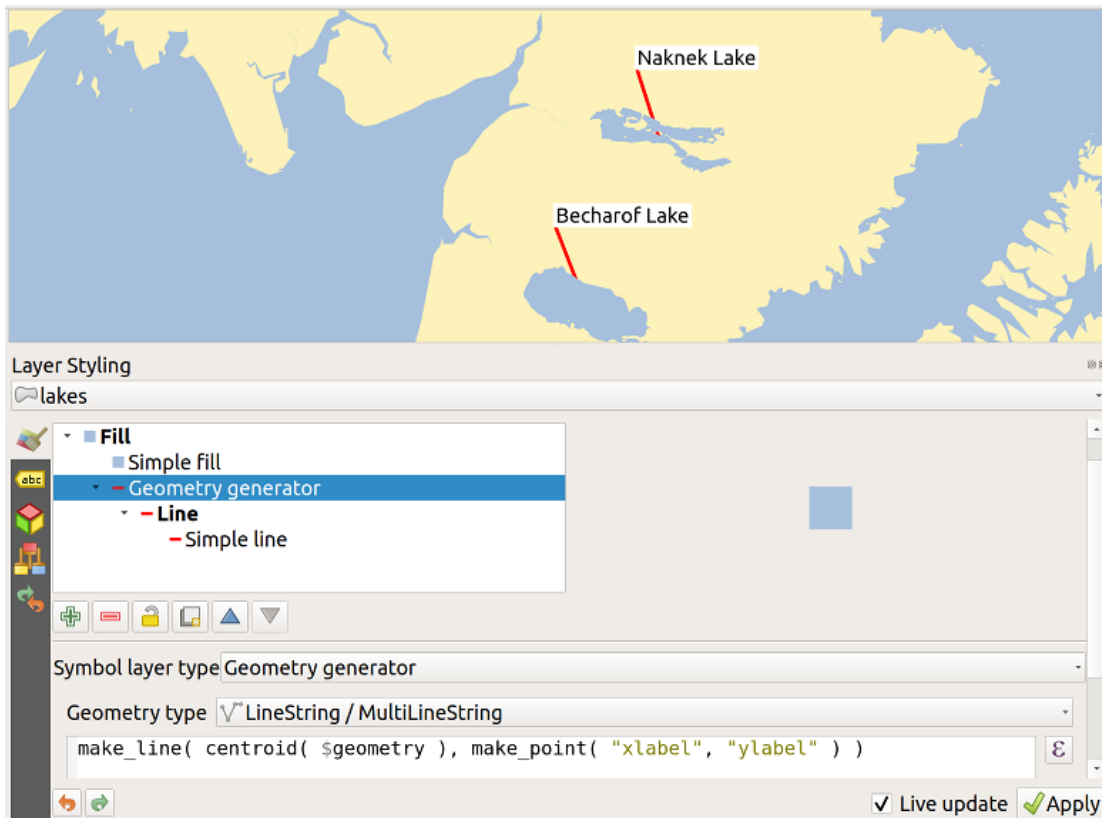 Naknek Lake
Becharof Lake
Layer Styling
lakes
Fill
Simple fill
abc
Geometry generator
Line
Simple line
Symbol layer type Geometry generator
Geometry type LineString / MultiLineString
make_line( centroid( $geometry ), make_point( "xlabel", "ylabel" ) )
ε
Live update Apply